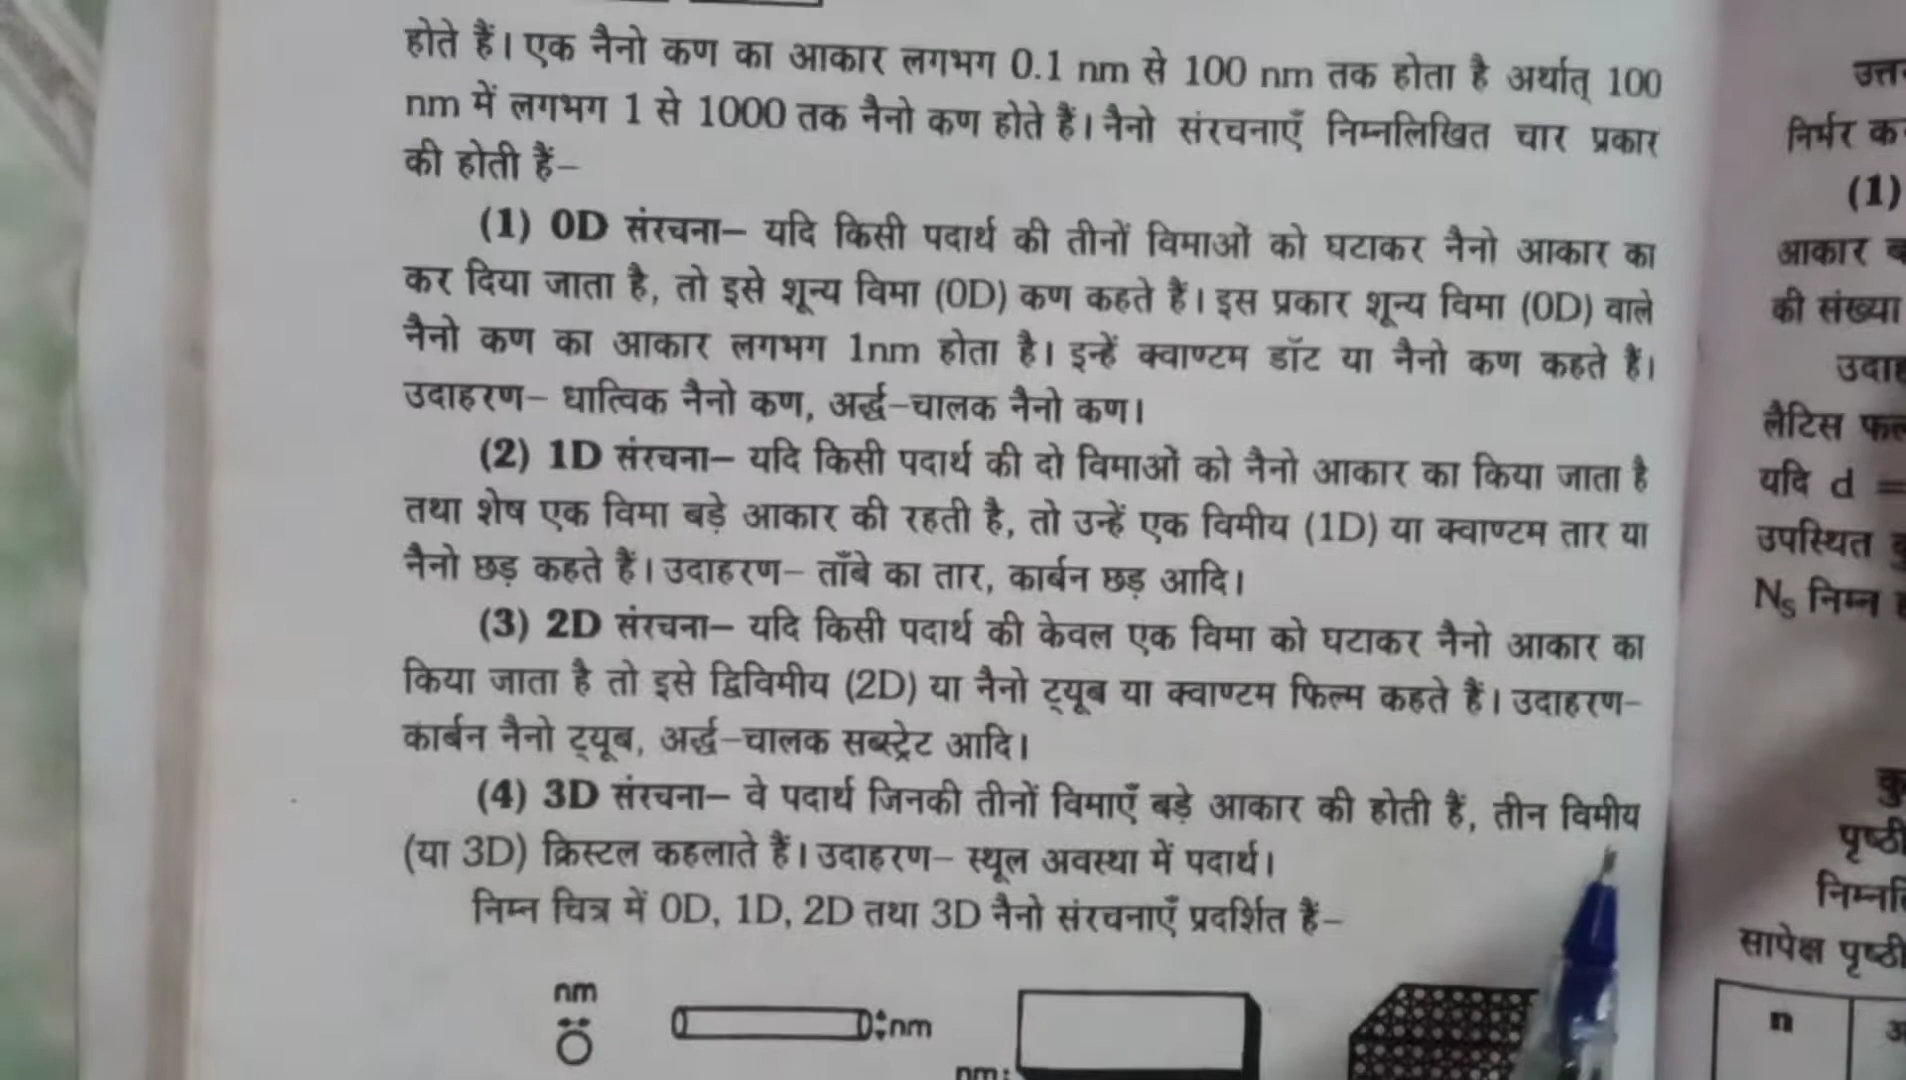 होते हैं। एक नैनो कण का आकार लगभग 0.1 nm से 100 nm तक होता है अर्थात् 100
nm में लगभग 1 से 1000 तक नैनो कण होते हैं। नैनो संरचनाएँ निम्नलिखित चार प्रकार
की होती हैं–
(1) 0D संरचना– यदि किसी पदार्थ की तीनों विमाओं को घटाकर नैनो आकार का
कर दिया जाता है, तो इसे शून्य विमा (0D) कण कहते हैं। इस प्रकार शून्य विमा (0D) वाले
नैनो कण का आकार लगभग 1nm होता है। इन्हें क्वाण्टम डॉट या नैनो कण कहते हैं।
उदाहरण– धात्विक नैनो कण, अर्द्ध-चालक नैनो कण।
(2) 1D संरचना– यदि किसी पदार्थ की दो विमाओं को नैनो आकार का किया जाता है
तथा शेष एक विमा बड़े आकार की रहती है, तो उन्हें एक विमीय (1D) या क्वाण्टम तार या
नैनो छड़ कहते हैं। उदाहरण– ताँबे का तार, कार्बन छड़ आदि।
(3) 2D संरचना– यदि किसी पदार्थ की केवल एक विमा को घटाकर नैनो आकार का
किया जाता है तो इसे द्विविमीय (2D) या नैनो ट्यूब या क्वाण्टम फिल्म कहते हैं। उदाहरण–
कार्बन नैनो ट्यूब, अर्द्ध-चालक सब्स्ट्रेट आदि।
(4) 3D संरचना– वे पदार्थ जिनकी तीनों विमाएँ बड़े आकार की होती हैं, तीन विमीय
(या 3D) क्रिस्टल कहलाते हैं। उदाहरण– स्थूल अवस्था में पदार्थ।
निम्न चित्र में 0D, 1D, 2D तथा 3D नैनो संरचनाएँ प्रदर्शित हैं–
nm
nm
nm
निर्भर
(1)
आकार
की संख्या
लैटिस
यदि d =
उपस्थित
N<sub>S</sub> निम्न
सापेक्ष
n